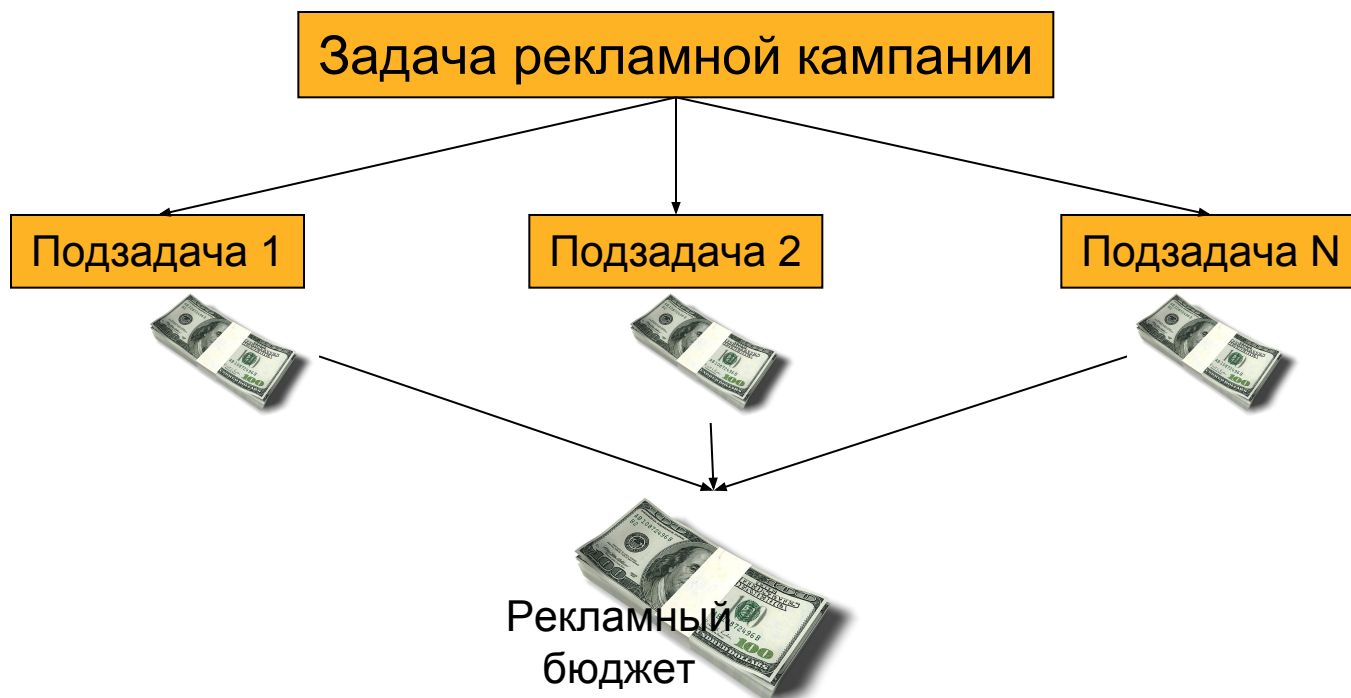 Задача рекламной кампании
Подзадача 1
Подзадача 2
Подзадача N
Рекламный
бюджет